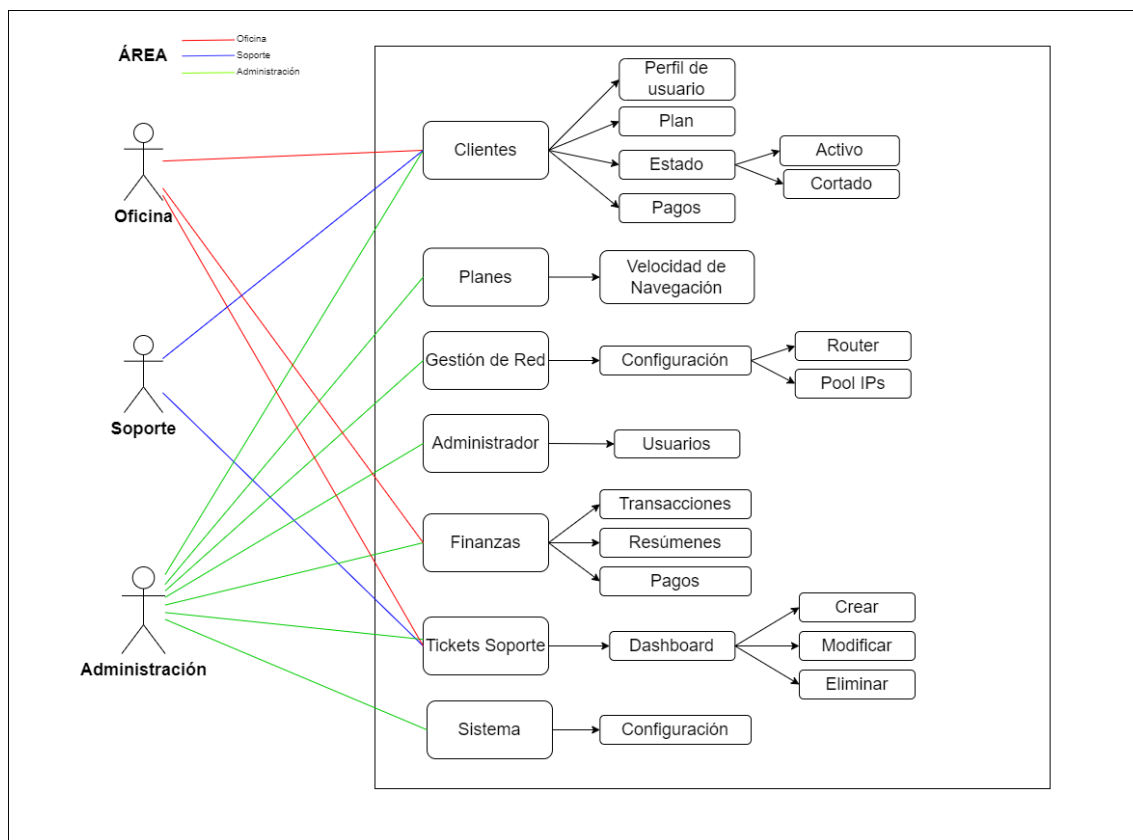 ÁREA
Oficina
Soporte
Administración
Oficina
Soporte
Administración
Clientes
Perfil de
usuario
Plan
Estado
Activo
Cortado
Pagos
Planes
Velocidad de
Navegación
Gestión de Red
Configuración
Router
Pool IPs
Administrador
Usuarios
Finanzas
Transacciones
Resúmenes
Pagos
Tickets Soporte
Dashboard
Crear
Modificar
Eliminar
Sistema
Configuración